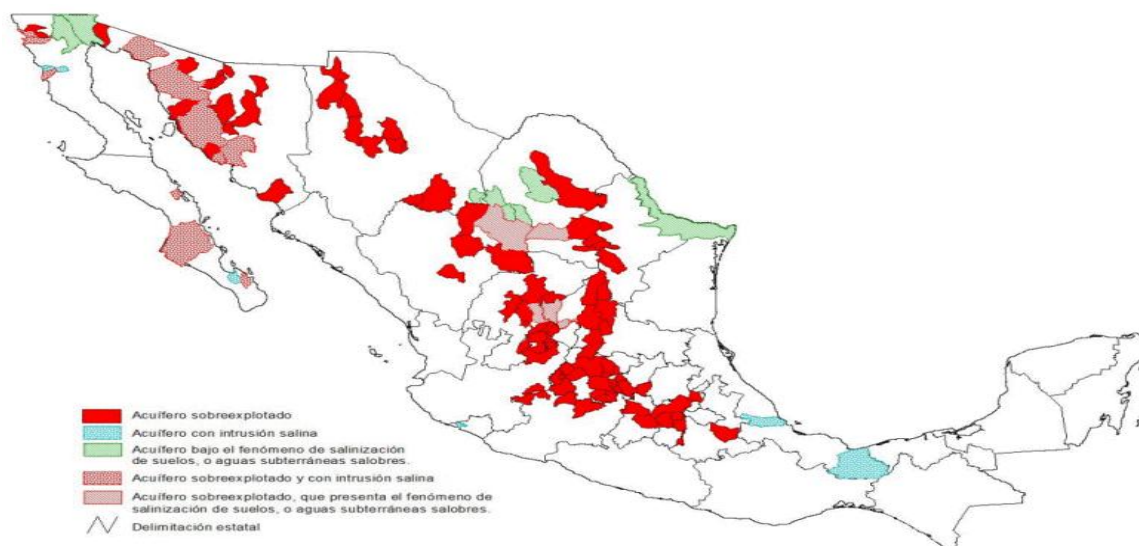 Acuífero sobreexplotado
Acuífero con intrusión salina
Acuífero bajo el fenómeno de salinización
de suelos, o aguas subterráneas salobres.
Acuífero sobreexplotado y con intrusión salina
Acuífero sobreexplotado, que presenta el fenómeno de
salinización de suelos, o aguas subterráneas salobres.
Delimitación estatal